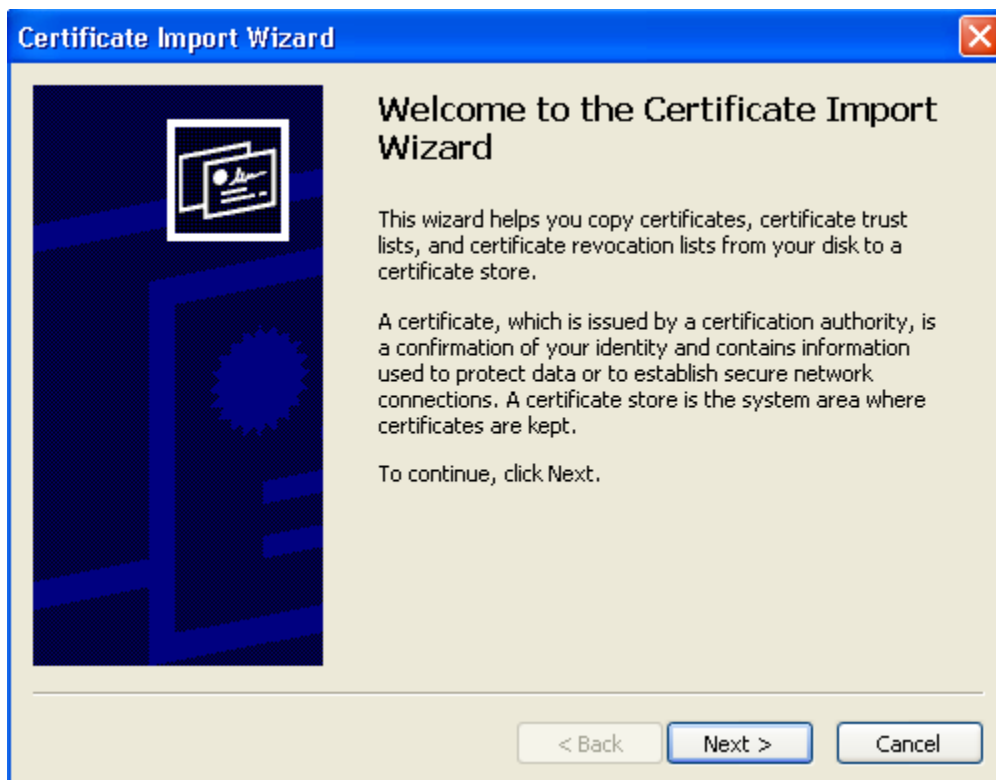 Certificate Import Wizard
Welcome to the Certificate Import
Wizard
This wizard helps you copy certificates, certificate trust
lists, and certificate revocation lists from your disk to a
certificate store.
A certificate, which is issued by a certification authority, is
a confirmation of your identity and contains information
used to protect data or to establish secure network
connections. A certificate store is the system area where
certificates are kept.
To continue, click Next.
< Back
Next >
Cancel